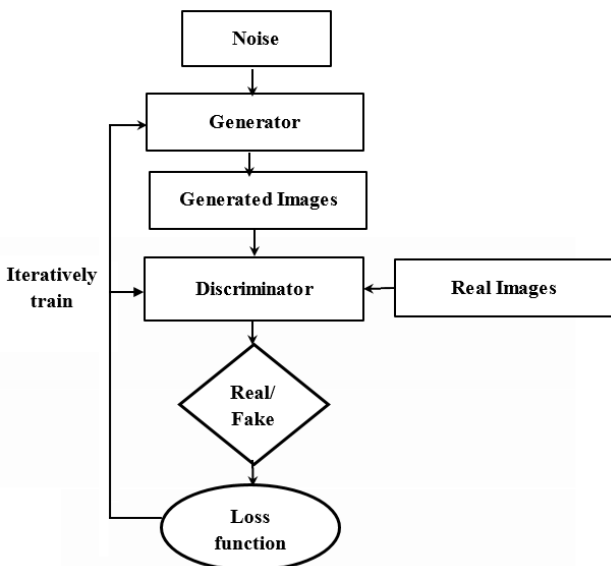 Noise
Generator
Generated Images
Iteratively
train
Discriminator
Real Images
Real/
Fake
Loss
function